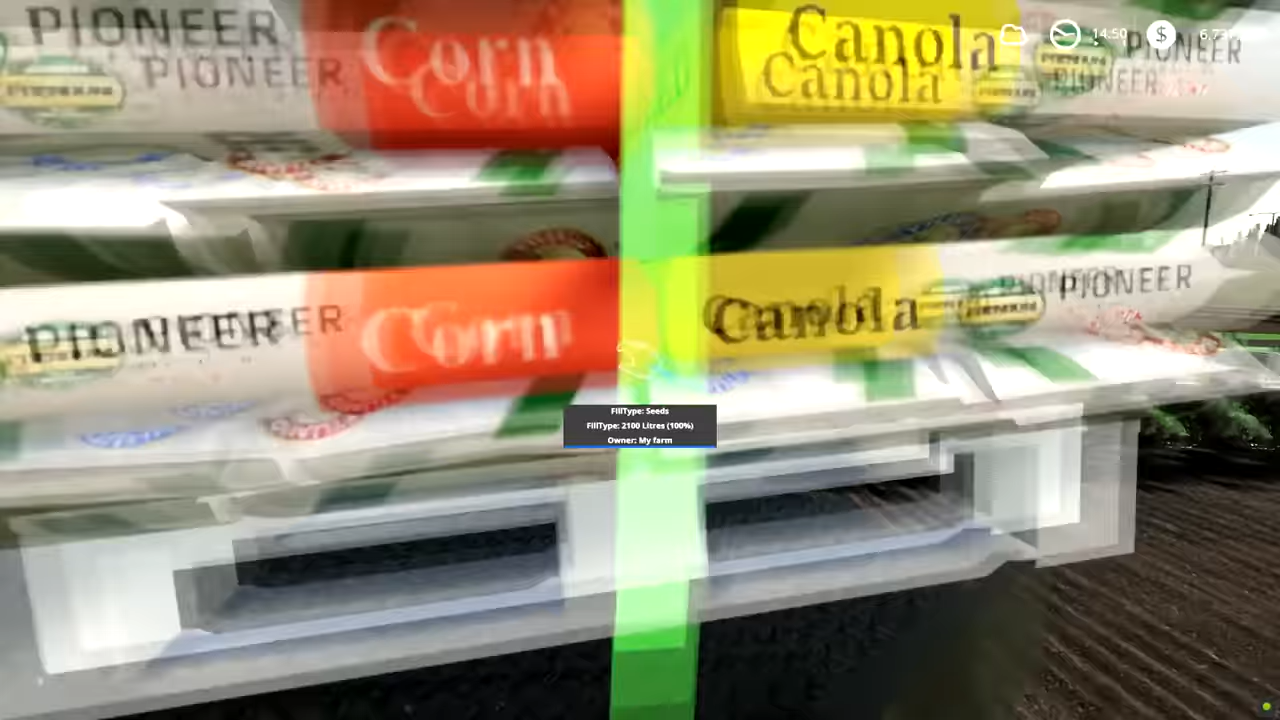 PIONEER
PIONEER
Corn
Corn
Canola
Canola
14.50
PIONEER
PIONEER
PIONEER
Corn
Canola
PIONEER
FillType: Seeds
FillType: 2100 Litres (100%)
Owner: My farm